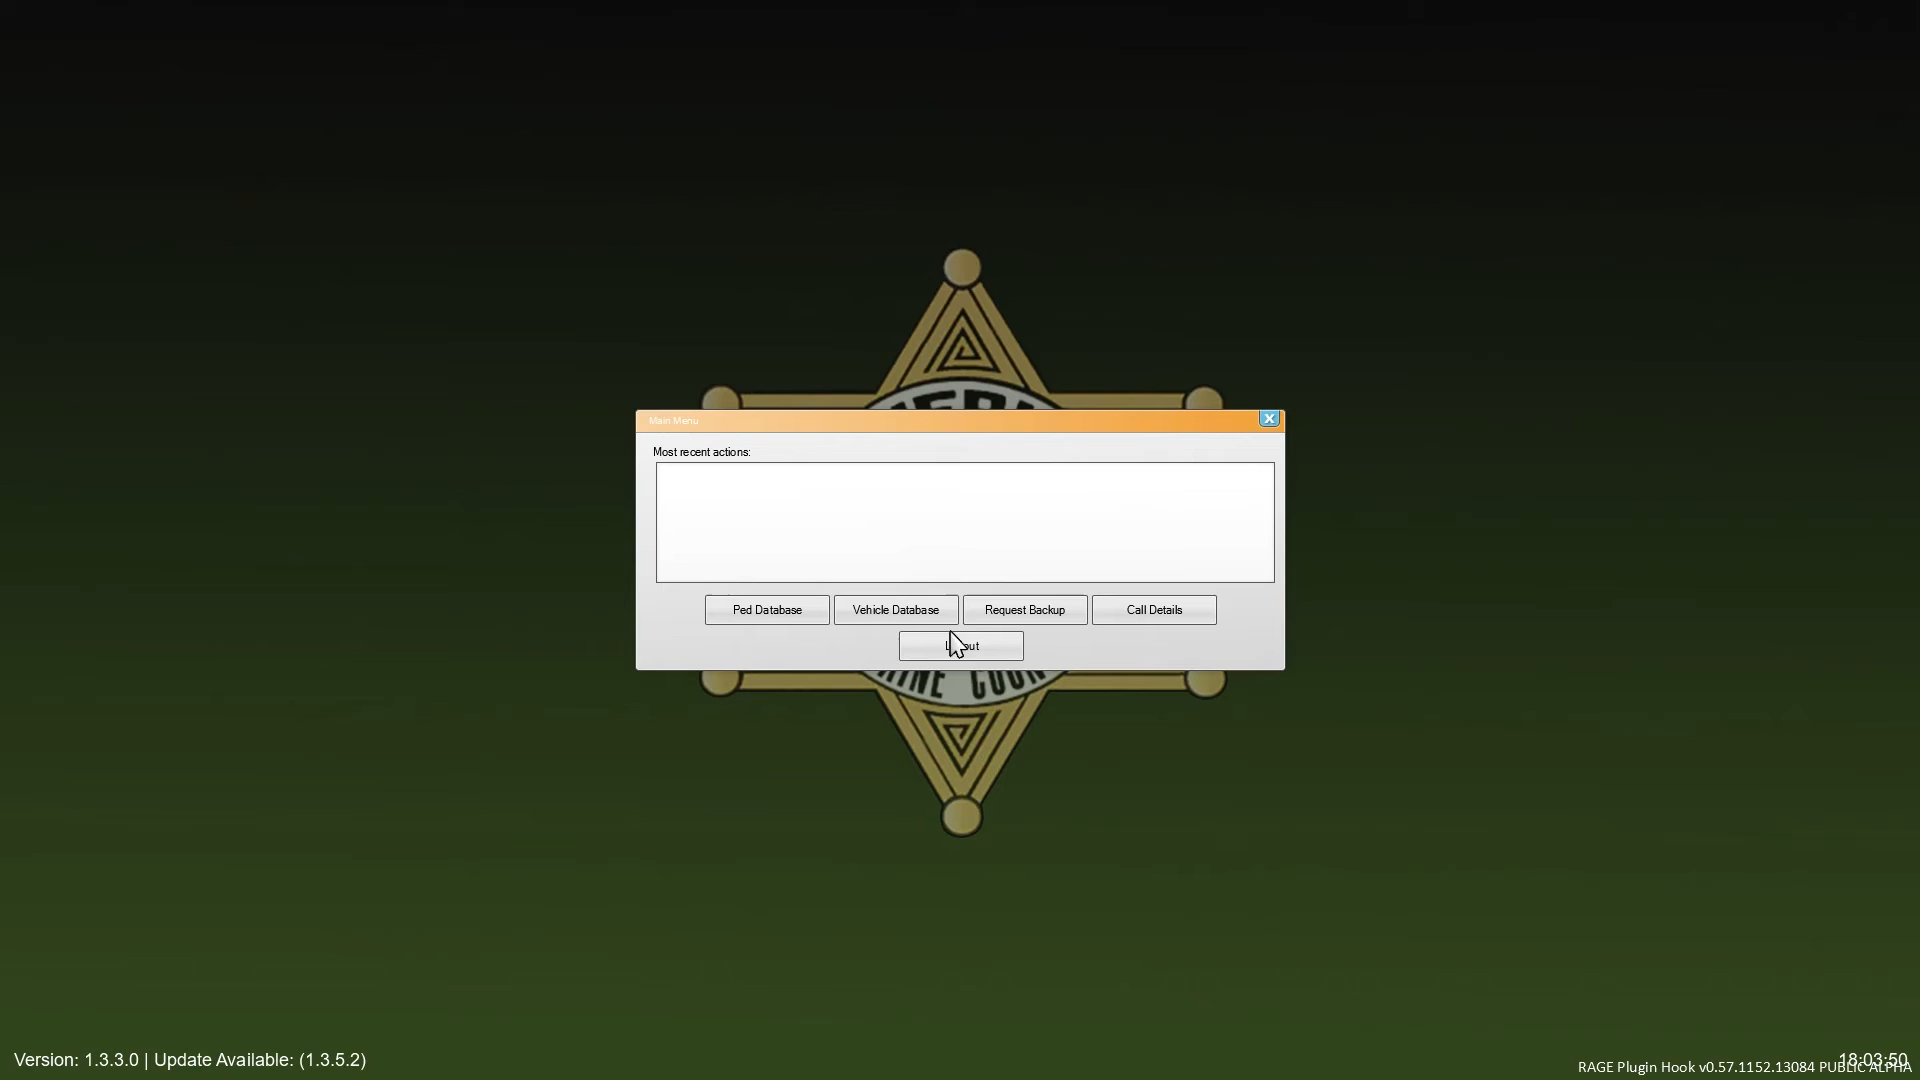 Main Menu
Most recent actions:
Ped Database
Vehicle Database
Request Backup
Call Details
Version: 1.3.3.0 | Update Available: (1.3.5.2)
18:03:50
RAGE Plugin Hook v0.57.1152.13084 PUBLIC ALPHA